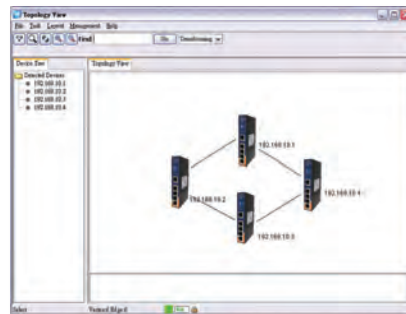 Topology View
File Tools Layout Management Help
Find Go Transforming
Device Tree
Topology View
Detected Devices
192.168.10.1
192.168.10.2
192.168.10.3
192.168.10.4
192.168.10.1
192.168.10.4
192.168.10.2
192.168.10.3
Select